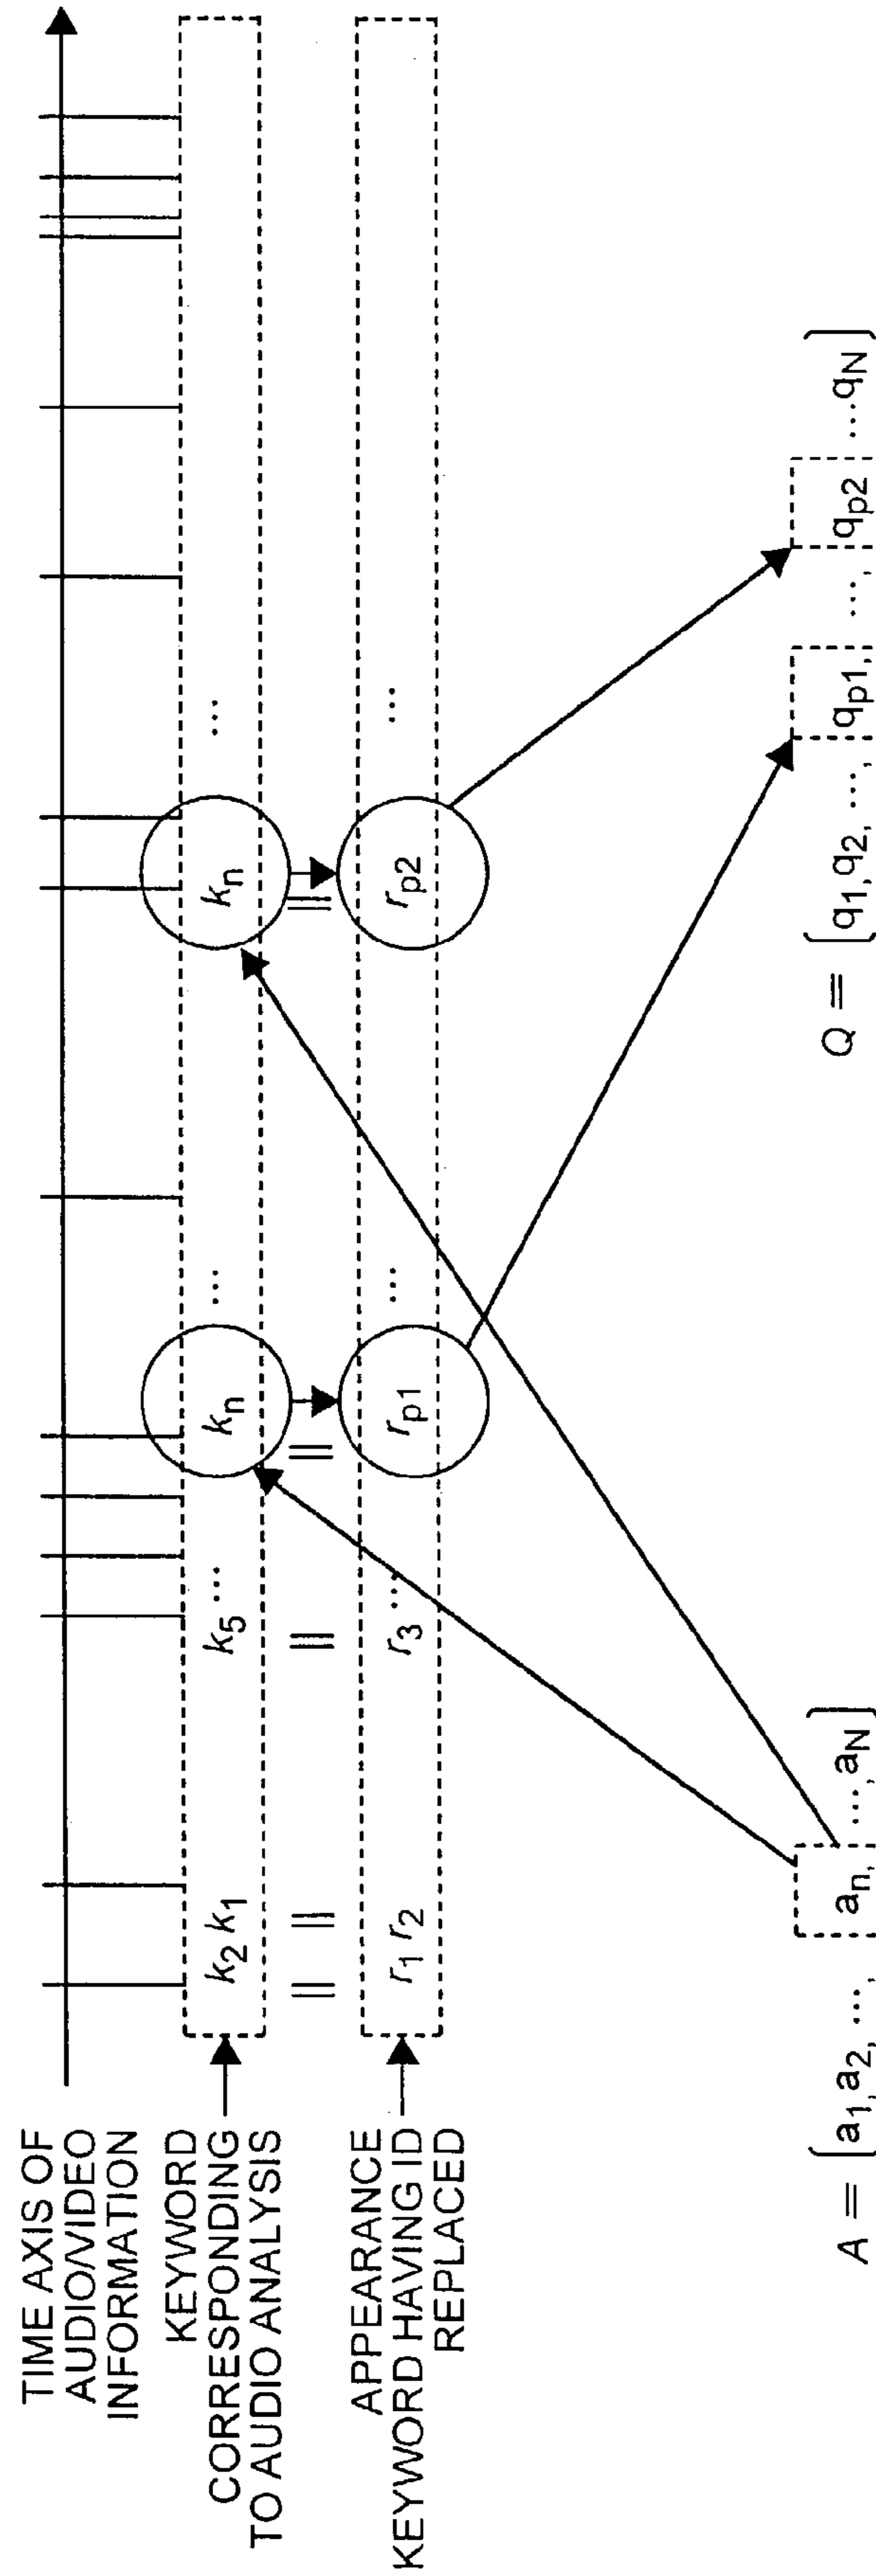 TIME AXIS OF
AUDIO/VIDEO
INFORMATION
KEYWORD
CORRESPONDING
TO AUDIO ANALYSIS
k2 k1 k5 ... kn ... kn ...
|| || || || ||
APPEARANCE
KEYWORD HAVING ID
REPLACED
r1 r2 r3 ... rp1 ... rp2 ...
A = [a1, a2, ..., an, ..., aN]
Q = [q1, q2, ..., qp1, ..., qp2 ...qN]